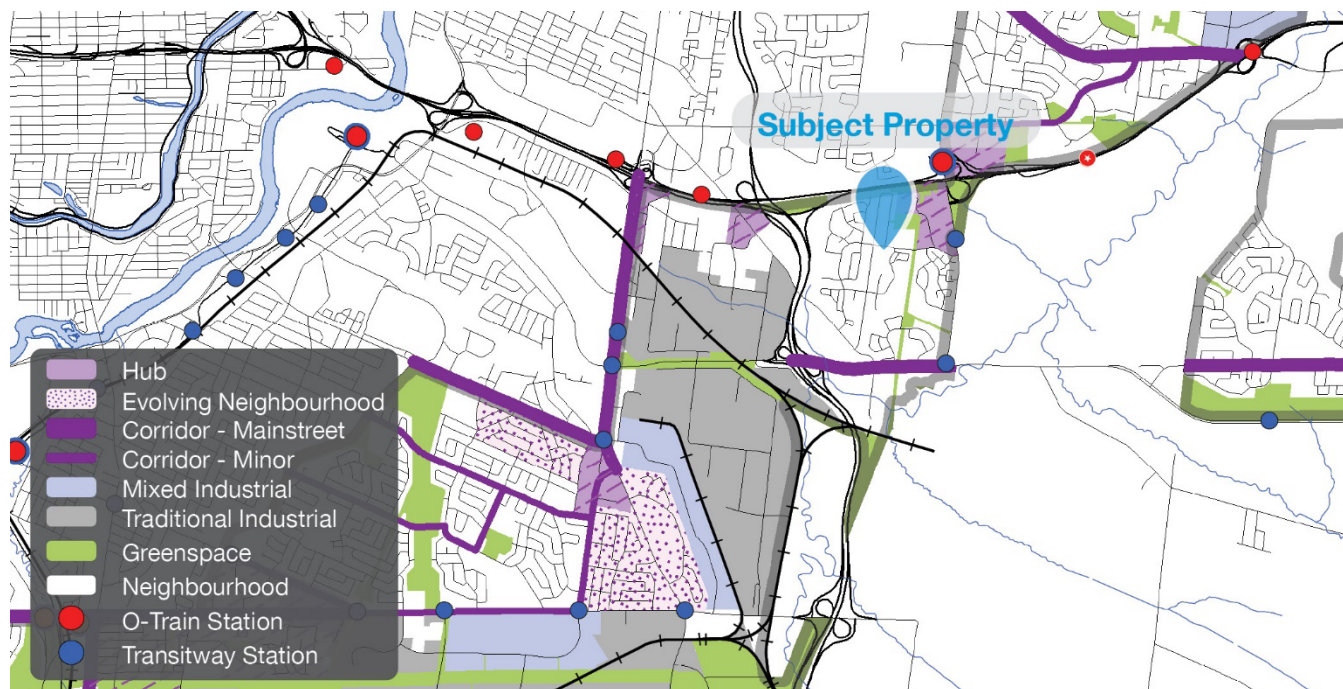 Subject Property
Hub
Evolving Neighbourhood
Corridor - Mainstreet
Corridor - Minor
Mixed Industrial
Traditional Industrial
Greenspace
Neighbourhood
O-Train Station
Transitway Station